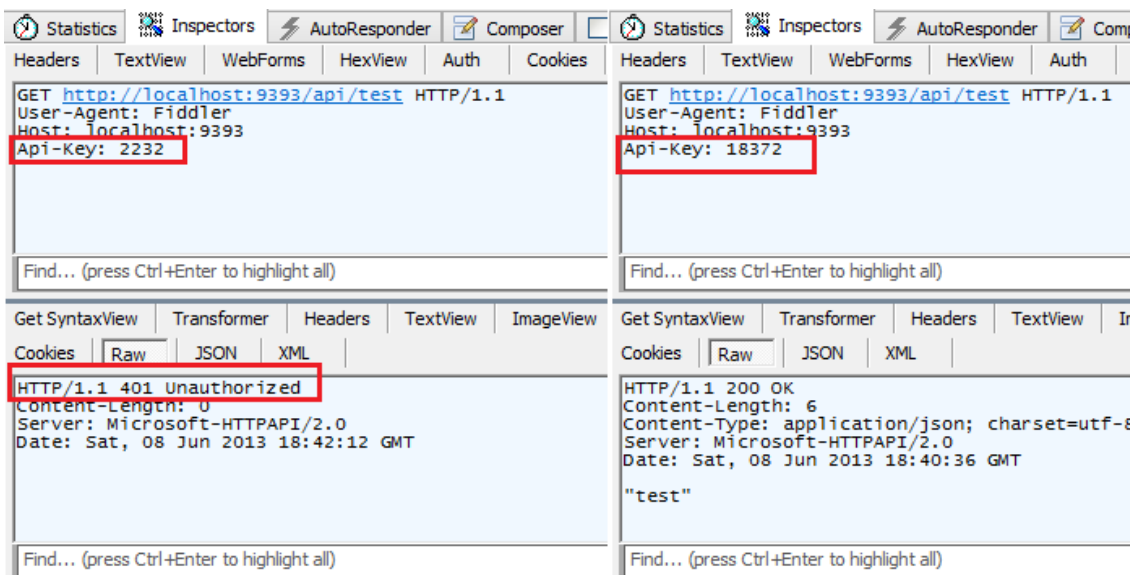 Statistics Inspectors AutoResponder Composer
Headers TextView WebForms HexView Auth Cookies
GET http://localhost:9393/api/test HTTP/1.1
User-Agent: Fiddler
Host: localhost:9393
Api-Key: 2232
Find... (press Ctrl+Enter to highlight all)
Get SyntaxView Transformer Headers TextView ImageView
Cookies Raw JSON XML
HTTP/1.1 401 Unauthorized
Content-Length: 0
Server: Microsoft-HTTPAPI/2.0
Date: Sat, 08 Jun 2013 18:42:12 GMT
Find... (press Ctrl+Enter to highlight all)
Statistics Inspectors AutoResponder Comp
Headers TextView WebForms HexView Auth
GET http://localhost:9393/api/test HTTP/1.1
User-Agent: Fiddler
Host: localhost:9393
Api-Key: 18372
Find... (press Ctrl+Enter to highlight all)
Get SyntaxView Transformer Headers TextView
Cookies Raw JSON XML
HTTP/1.1 200 OK
Content-Length: 6
Content-Type: application/json; charset=utf-8
Server: Microsoft-HTTPAPI/2.0
Date: Sat, 08 Jun 2013 18:40:36 GMT
"test"
Find... (press Ctrl+Enter to highlight all)